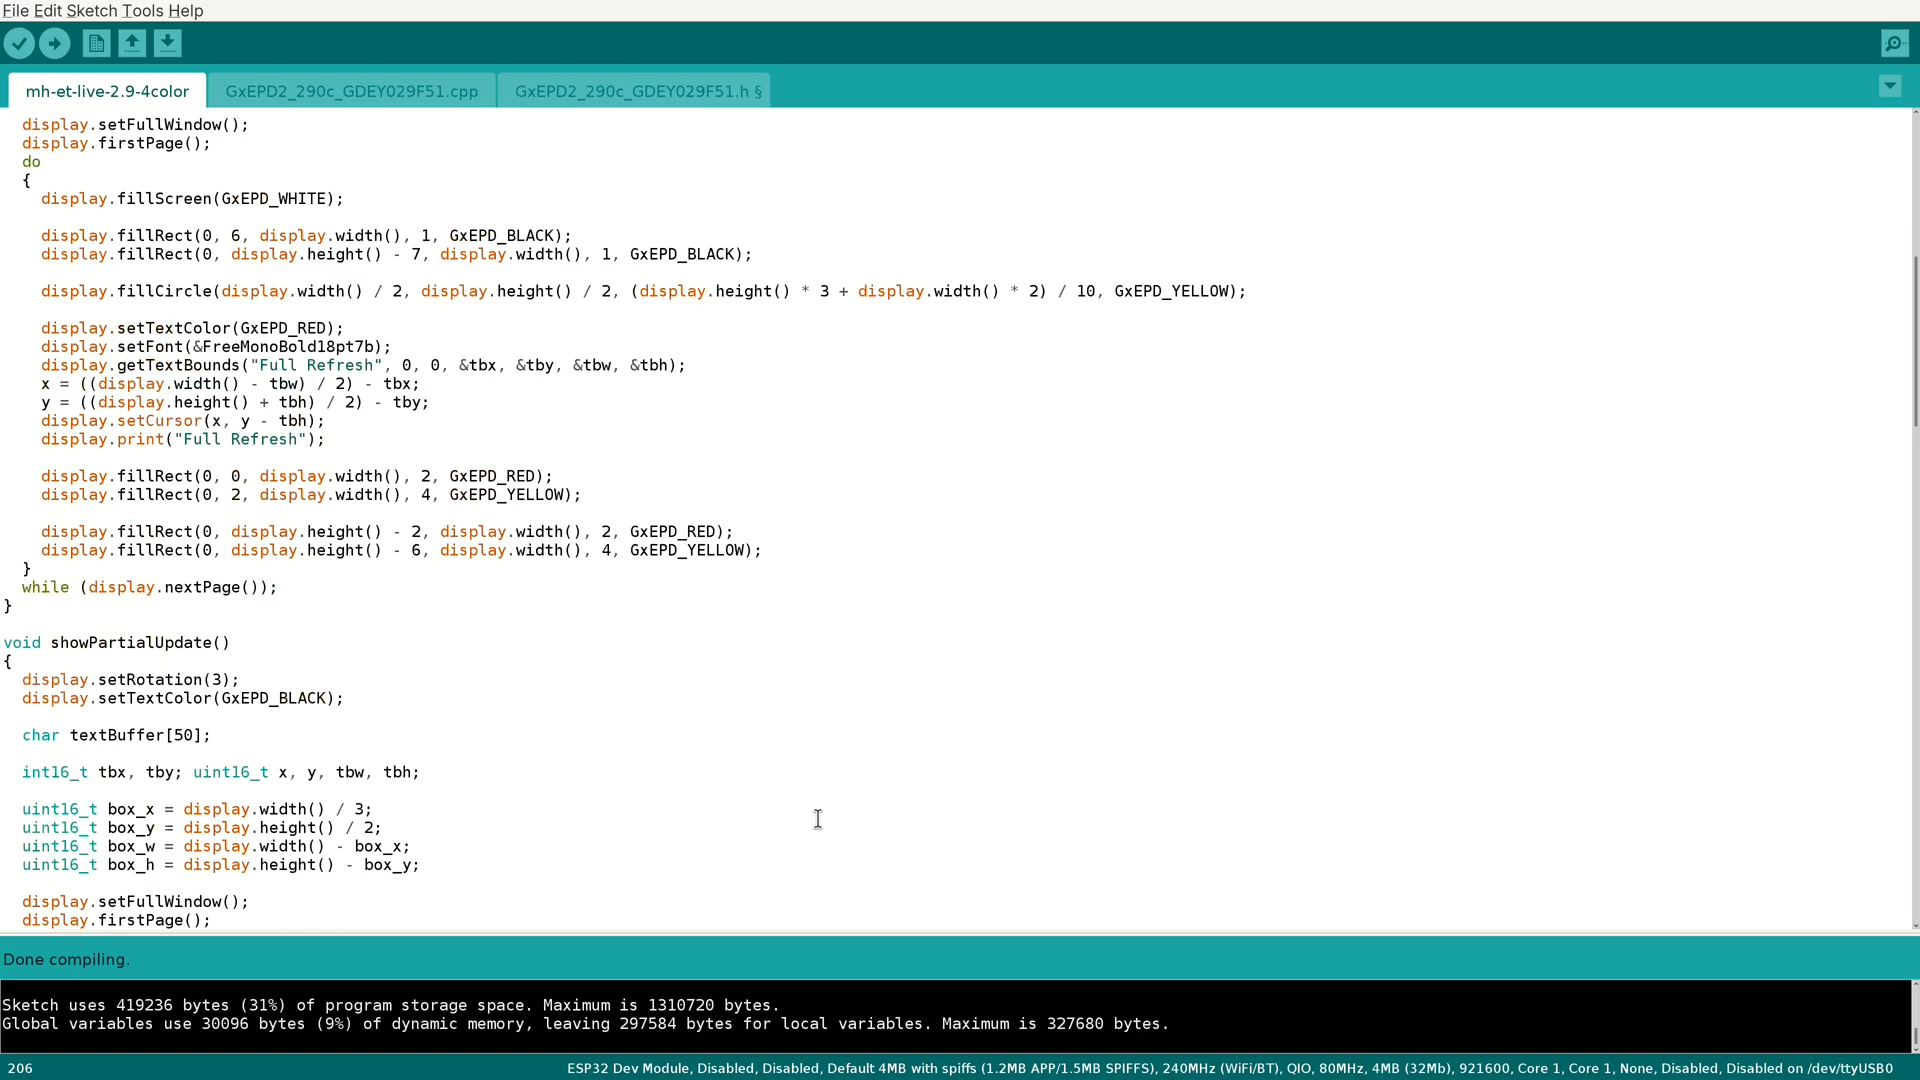 File Edit Sketch Tools Help
mh-et-live-2.9-4color
GxEPD2_290c_GDEY029F51.cpp
GxEPD2_290c_GDEY029F51.h §
display.setFullWindow();
display.firstPage();
do
{
display.fillScreen(GxEPD_WHITE);
display.fillRect(0, 6, display.width(), 1, GxEPD_BLACK);
display.fillRect(0, display.height() - 7, display.width(), 1, GxEPD_BLACK);
display.fillCircle(display.width() / 2, display.height() / 2, (display.height() * 3 + display.width() * 2) / 10, GxEPD_YELLOW);
display.setTextColor(GxEPD_RED);
display.setFont(&FreeMonoBold18pt7b);
display.getTextBounds("Full Refresh", 0, 0, &tbx, &tby, &tbw, &tbh);
x = ((display.width() - tbw) / 2) - tbx;
y = ((display.height() + tbh) / 2) - tby;
display.setCursor(x, y - tbh);
display.print("Full Refresh");
display.fillRect(0, 0, display.width(), 2, GxEPD_RED);
display.fillRect(0, 2, display.width(), 4, GxEPD_YELLOW);
display.fillRect(0, display.height() - 2, display.width(), 2, GxEPD_RED);
display.fillRect(0, display.height() - 6, display.width(), 4, GxEPD_YELLOW);
}
while (display.nextPage());
}
void showPartialUpdate()
{
display.setRotation(3);
display.setTextColor(GxEPD_BLACK);
char textBuffer[50];
int16_t tbx, tby; uint16_t x, y, tbw, tbh;
uint16_t box_x = display.width() / 3;
uint16_t box_y = display.height() / 2;
uint16_t box_w = display.width() - box_x;
uint16_t box_h = display.height() - box_y;
display.setFullWindow();
display.firstPage();
Done compiling.
Sketch uses 419236 bytes (31%) of program storage space. Maximum is 1310720 bytes.
Global variables use 30096 bytes (9%) of dynamic memory, leaving 297584 bytes for local variables. Maximum is 327680 bytes.
206
ESP32 Dev Module, Disabled, Disabled, Default 4MB with spiffs (1.2MB APP/1.5MB SPIFFS), 240MHz (WiFi/BT), QIO, 80MHz, 4MB (32Mb), 921600, Core 1, Core 1, None, Disabled, Disabled on /dev/ttyUSB0